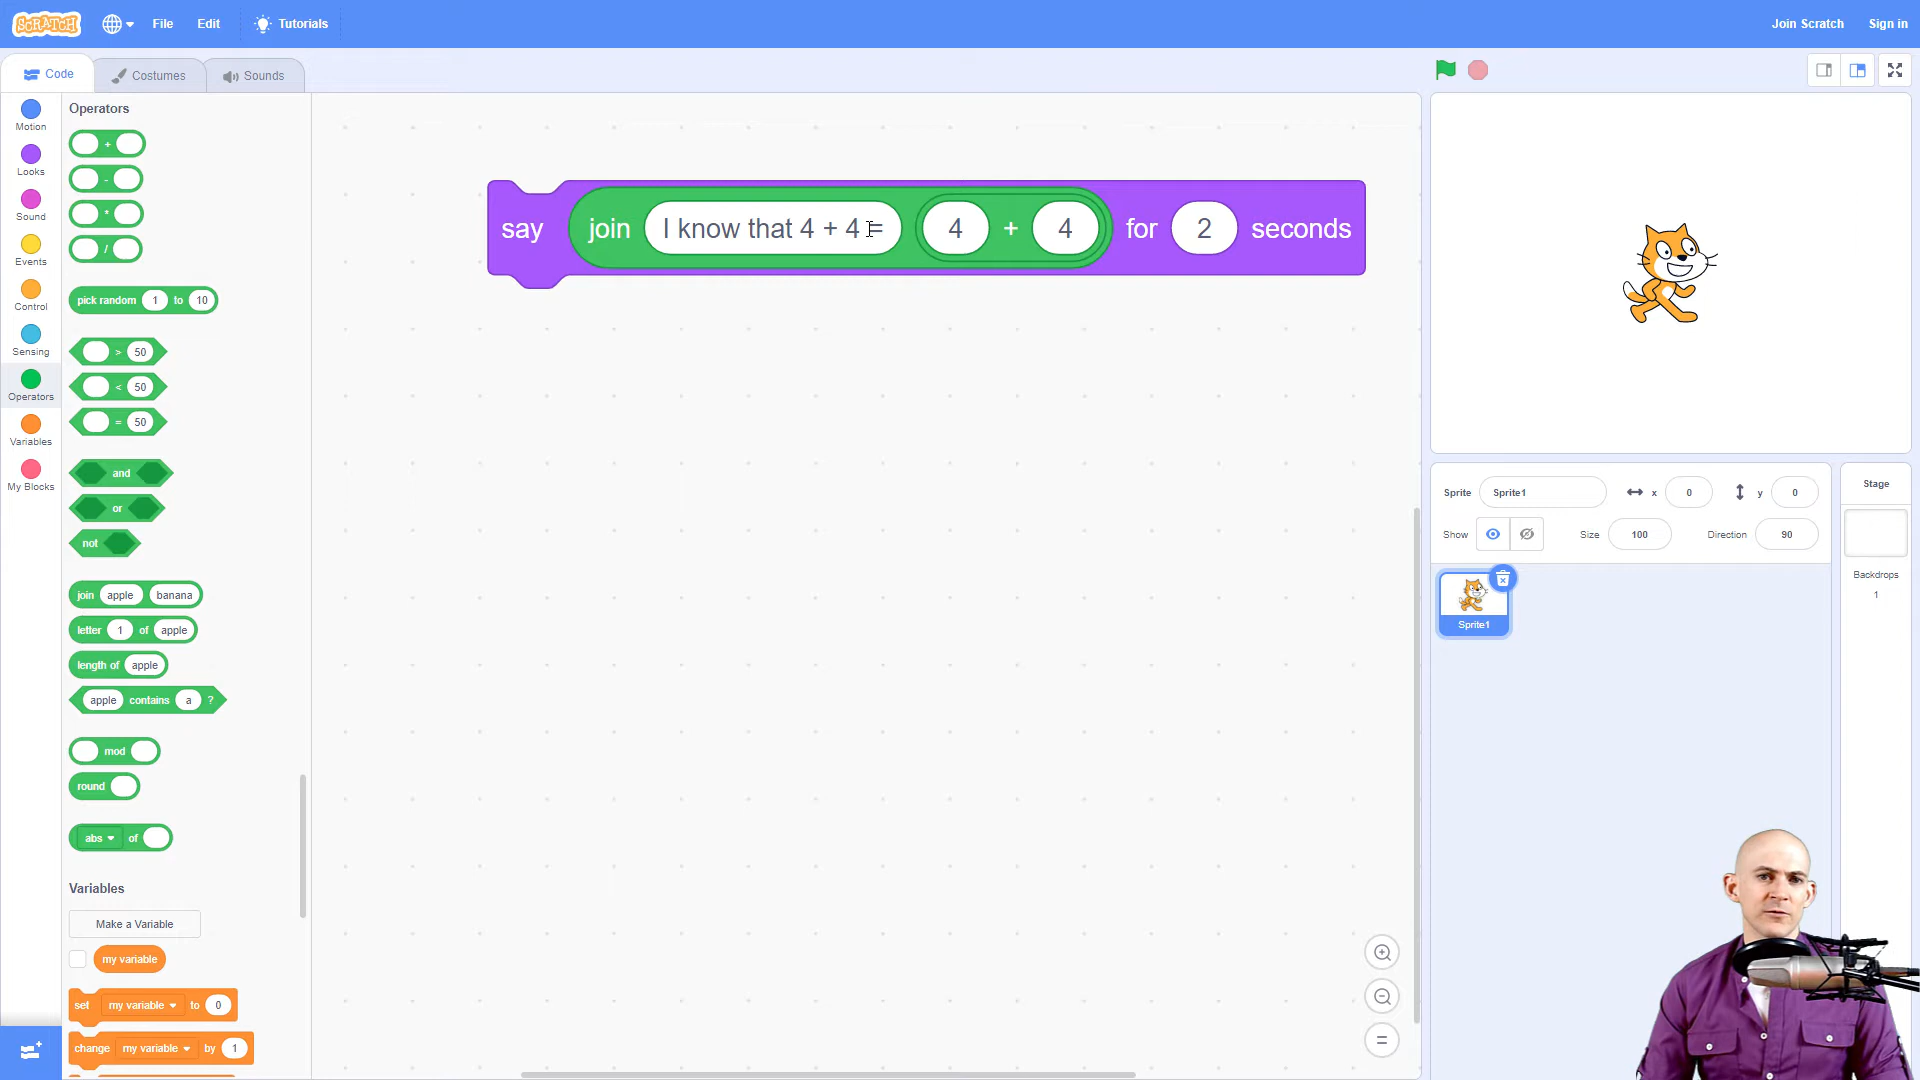 SCRATCH File Edit Tutorials Join Scratch Sign in
Code Costumes Sounds
Motion
Looks
Sound
Events
Control
Sensing
Operators
Variables
My Blocks
Operators
+
-
*
/
pick random 1 to 10
> 50
< 50
= 50
and
or
not
join apple banana
letter 1 of apple
length of apple
apple contains a ?
mod
round
abs of
Variables
Make a Variable
my variable
set my variable to 0
change my variable by 1
say join I know that 4 + 4 = 4 + 4 for 2 seconds
=
Sprite Sprite1 x 0 y 0
Show Size 100 Direction 90
Sprite1
Stage
Backdrops
1